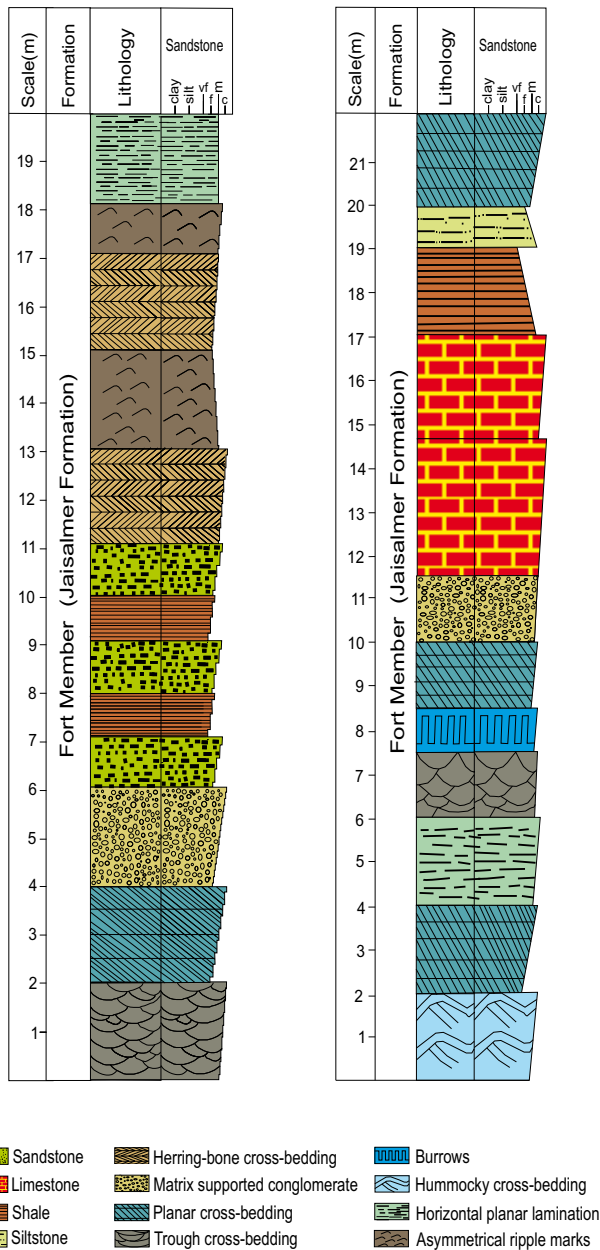 Scale(m)
Formation
Lithology
Sandstone
clay
silt
vf
f
m
c
19
18
17
16
15
14
13
12
11
10
9
8
7
6
5
4
3
2
1
Fort Member (Jaisalmer Formation)
Scale(m)
Formation
Lithology
Sandstone
clay
silt
vf
f
m
c
21
20
19
18
17
16
15
14
13
12
11
10
9
8
7
6
5
4
3
2
1
Fort Member (Jaisalmer Formation)
Sandstone
Limestone
Shale
Siltstone
Herring-bone cross-bedding
Matrix supported conglomerate
Planar cross-bedding
Trough cross-bedding
Burrows
Hummocky cross-bedding
Horizontal planar lamination
Asymmetrical ripple marks